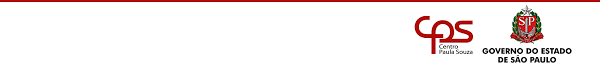 cps
Centro
Paula Souza
SP
GOVERNO DO ESTADO
DE SÃO PAULO